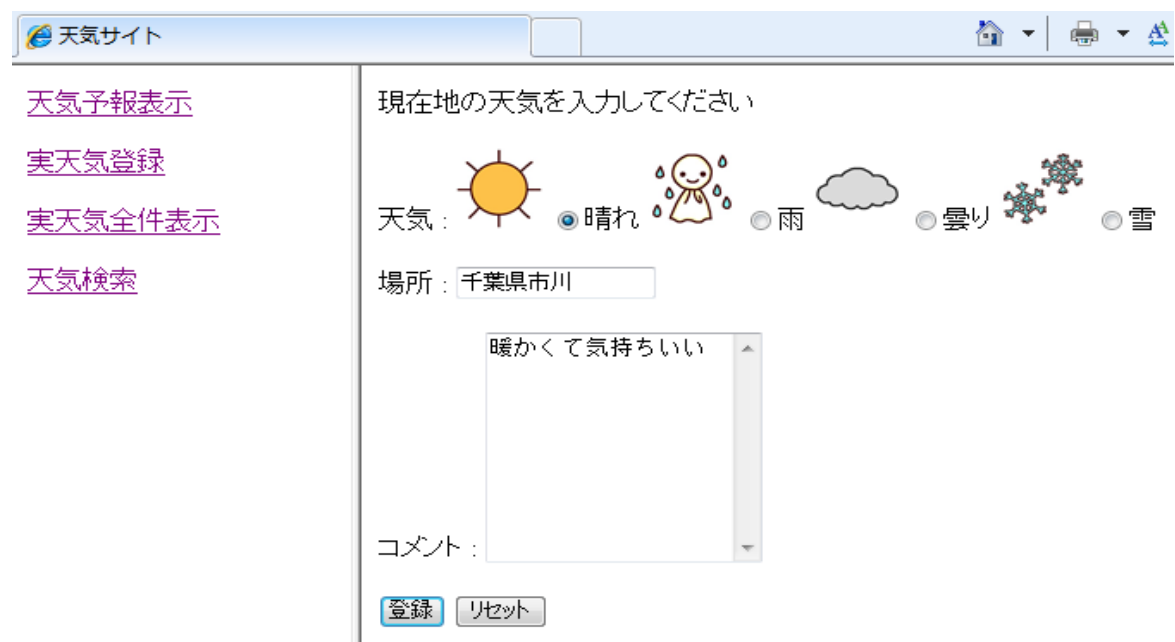 天気サイト
天気予報表示
実天気登録
実天気全件表示
天気検索
現在地の天気を入力してください
天気： 晴れ 雨 曇り 雪
場所：千葉県市川
コメント：暖かくて気持ちいい
登録 リセット